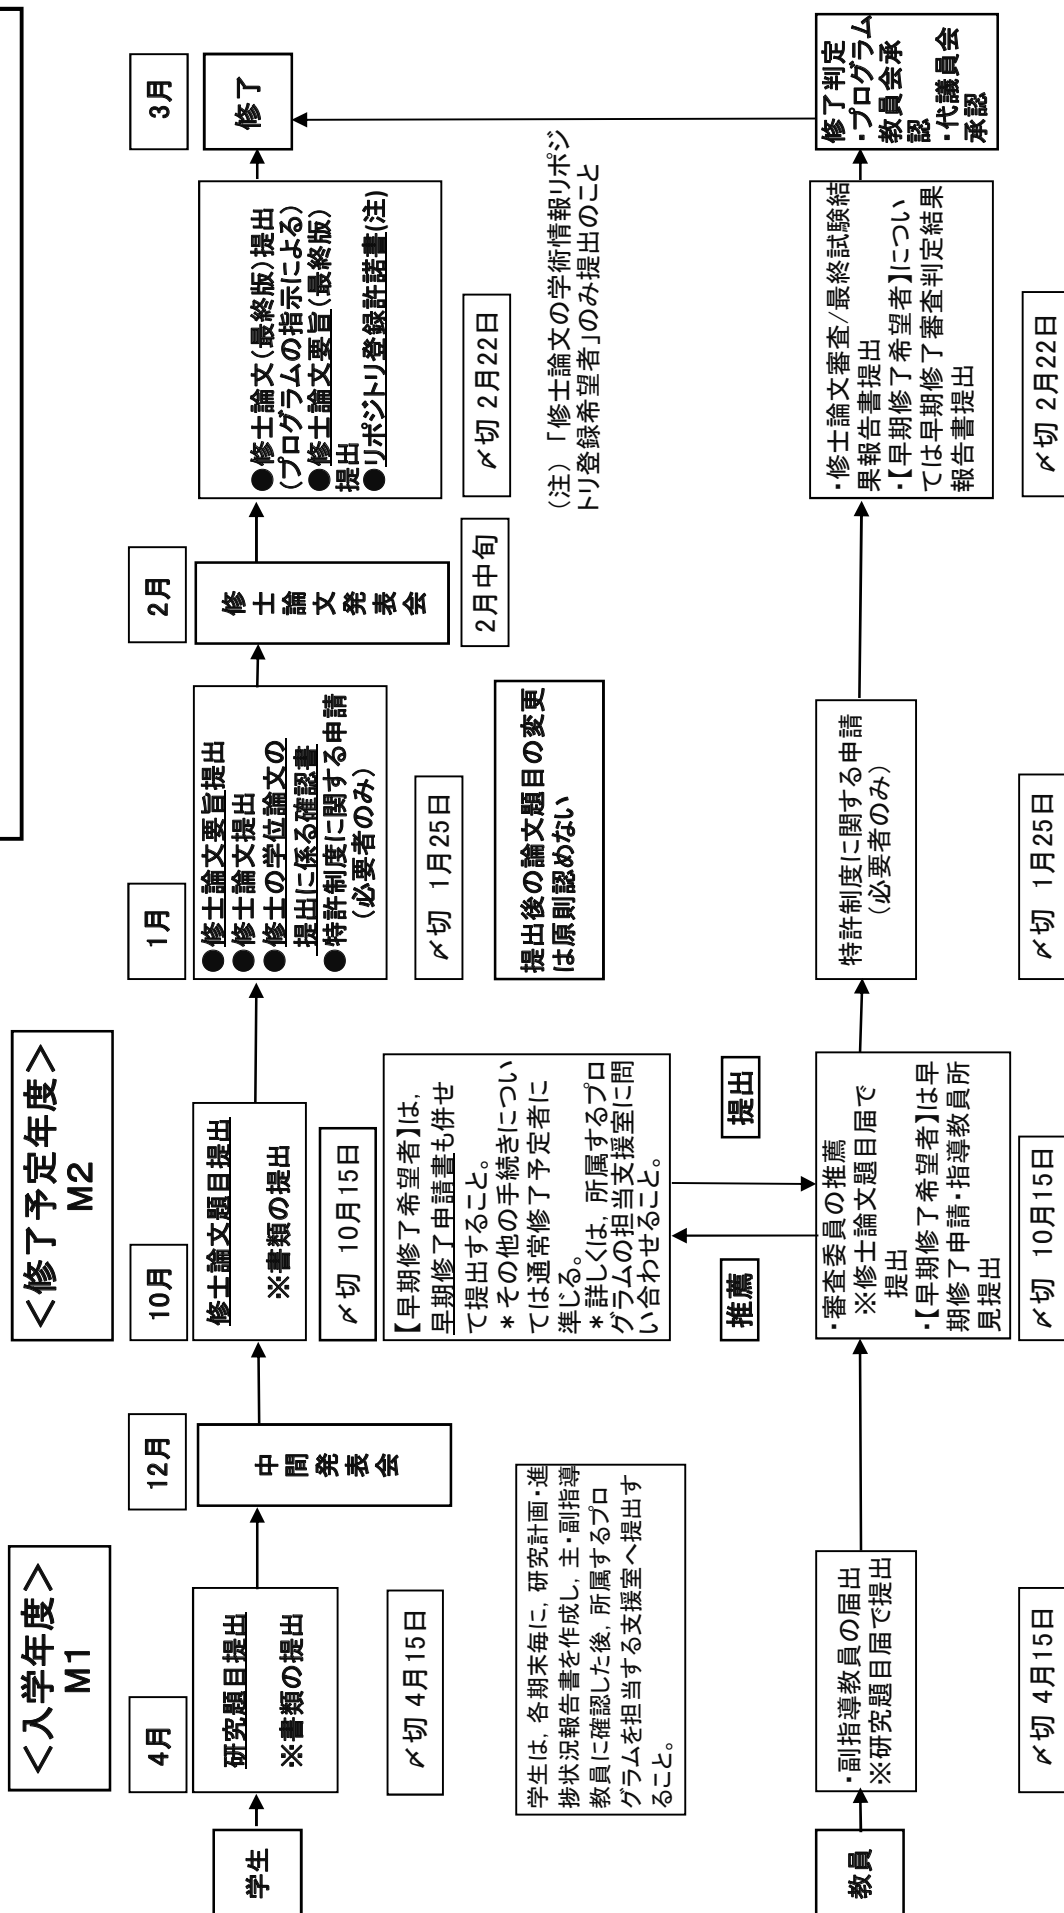 ＜入学年度＞
M1
＜修了予定年度＞
M2
4月
12月
10月
1月
2月
3月
学生
研究題目提出
※書類の提出
〆切 4月15日
中間発表会
修士論文題目提出
※書類の提出
〆切 10月15日
●修士論文要旨提出
●修士論文提出
●修士の学位論文の
提出に係る確認書
●特許制度に関する申請
（必要者のみ）
〆切 1月25日
修士論文発表会
2月中旬
●修士論文（最終版）提出
（プログラムの指示による）
●修士論文要旨（最終版）
提出
●リポジトリ登録許諾書(注)
〆切 2月22日
修了
学生は，各期末毎に，研究計画・進
捗状況報告書を作成し，主・副指導
教員に確認した後，所属するプロ
グラムを担当する支援室へ提出す
ること。
【早期修了希望者】は，
早期修了申請書も併せ
て提出すること。
＊その他の手続きについ
ては通常修了予定者に
準じる。
＊詳しくは，所属するプロ
グラムの担当支援室に問
い合わせること。
提出後の論文題目の変更
は原則認めない
（注）「修士論文の学術情報リポジ
トリ登録希望者」のみ提出のこと
推薦
提出
教員
・副指導教員の届出
※研究題目届で提出
〆切 4月15日
・審査委員の推薦
※修士論文題目届で
提出
・【早期修了希望者】は早
期修了申請・指導教員所
見提出
〆切 10月15日
特許制度に関する申請
（必要者のみ）
〆切 1月25日
・修士論文審査/最終試験結
果報告書提出
・【早期修了希望者】につい
ては早期修了審査判定結果
報告書提出
〆切 2月22日
修了判定
・プログラム
教員会承
認
・代議員会
承認